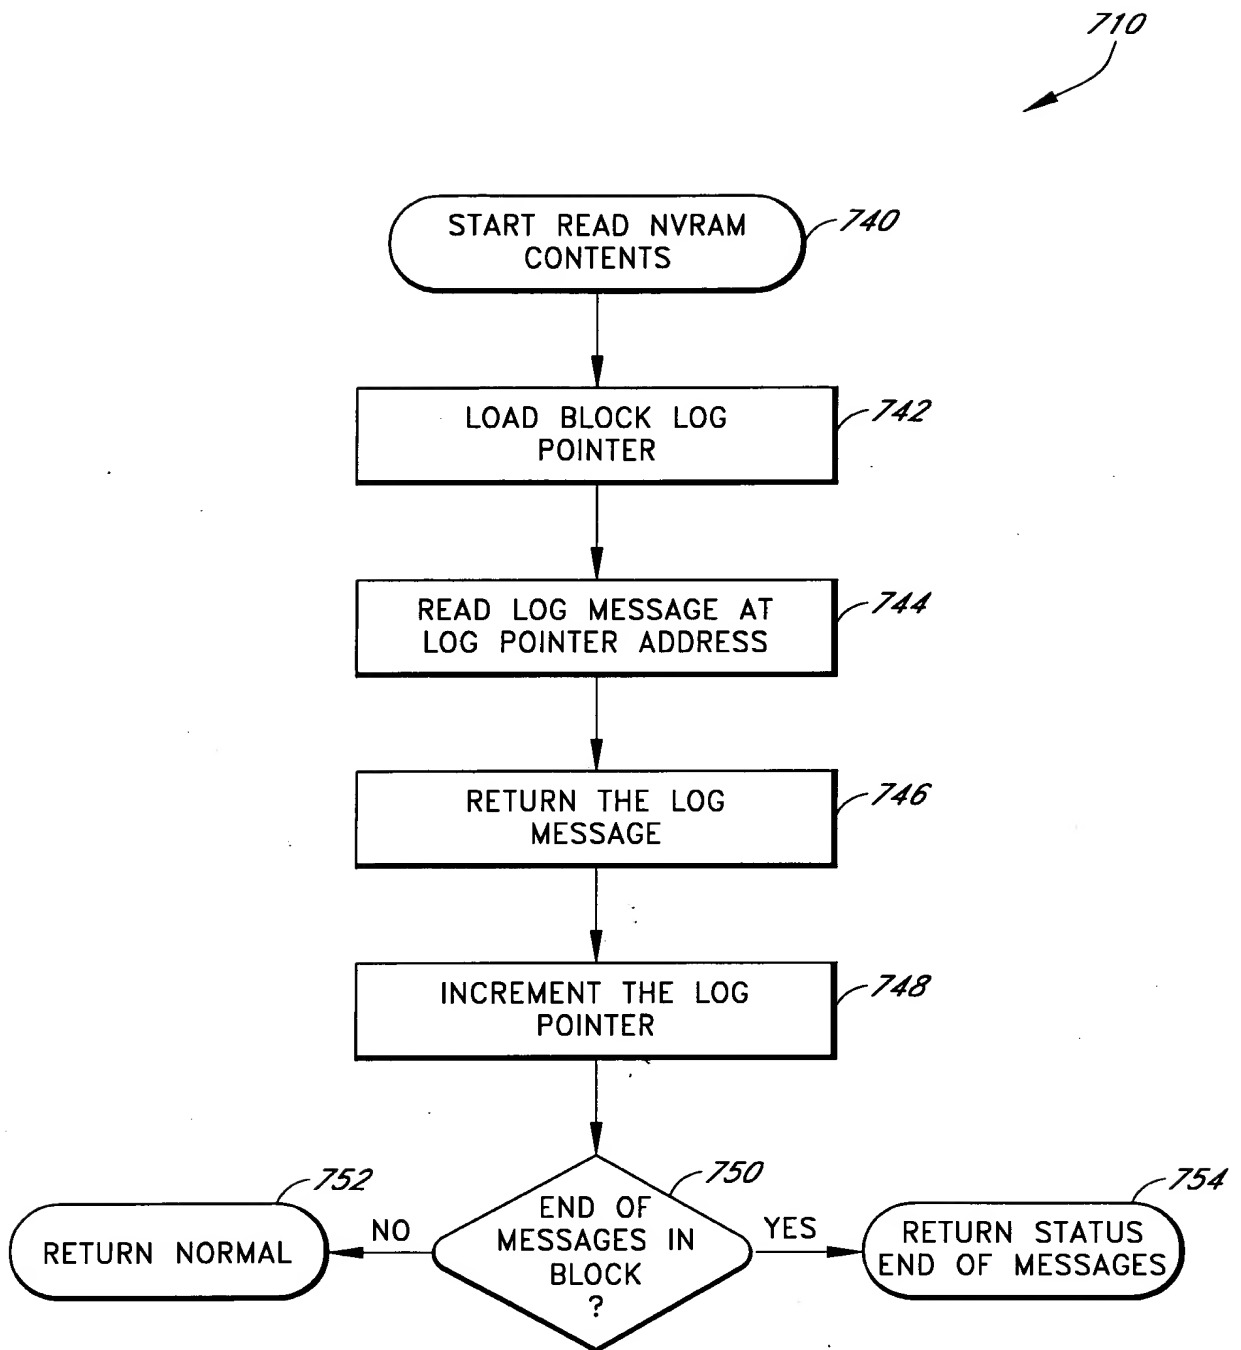 710
START READ NVRAM
CONTENTS
740
LOAD BLOCK LOG
POINTER
742
READ LOG MESSAGE AT
LOG POINTER ADDRESS
744
RETURN THE LOG
MESSAGE
746
INCREMENT THE LOG
POINTER
748
752
RETURN NORMAL
NO
750
END OF
MESSAGES IN
BLOCK
?
YES
754
RETURN STATUS
END OF MESSAGES